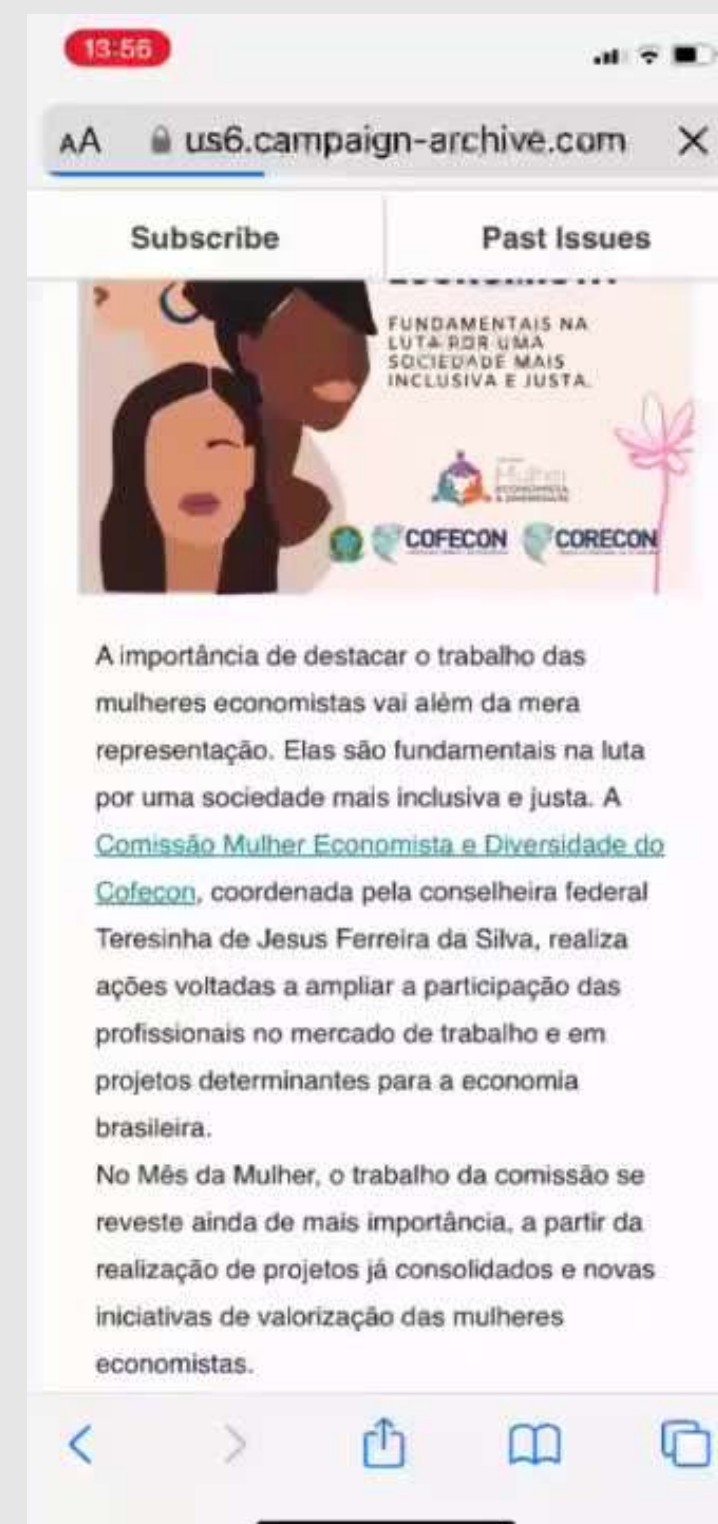 13:56
AA us6.campaign-archive.com
Subscribe Past Issues
FUNDAMENTAIS NA
LUTA POR UMA
SOCIEDADE MAIS
INCLUSIVA E JUSTA.
Mulher
COFECON CORECON
A importância de destacar o trabalho das
mulheres economistas vai além da mera
representação. Elas são fundamentais na luta
por uma sociedade mais inclusiva e justa. A
Comissão Mulher Economista e Diversidade do
Cofecon, coordenada pela conselheira federal
Teresinha de Jesus Ferreira da Silva, realiza
ações voltadas a ampliar a participação das
profissionais no mercado de trabalho e em
projetos determinantes para a economia
brasileira.
No Mês da Mulher, o trabalho da comissão se
reveste ainda de mais importância, a partir da
realização de projetos já consolidados e novas
iniciativas de valorização das mulheres
economistas.